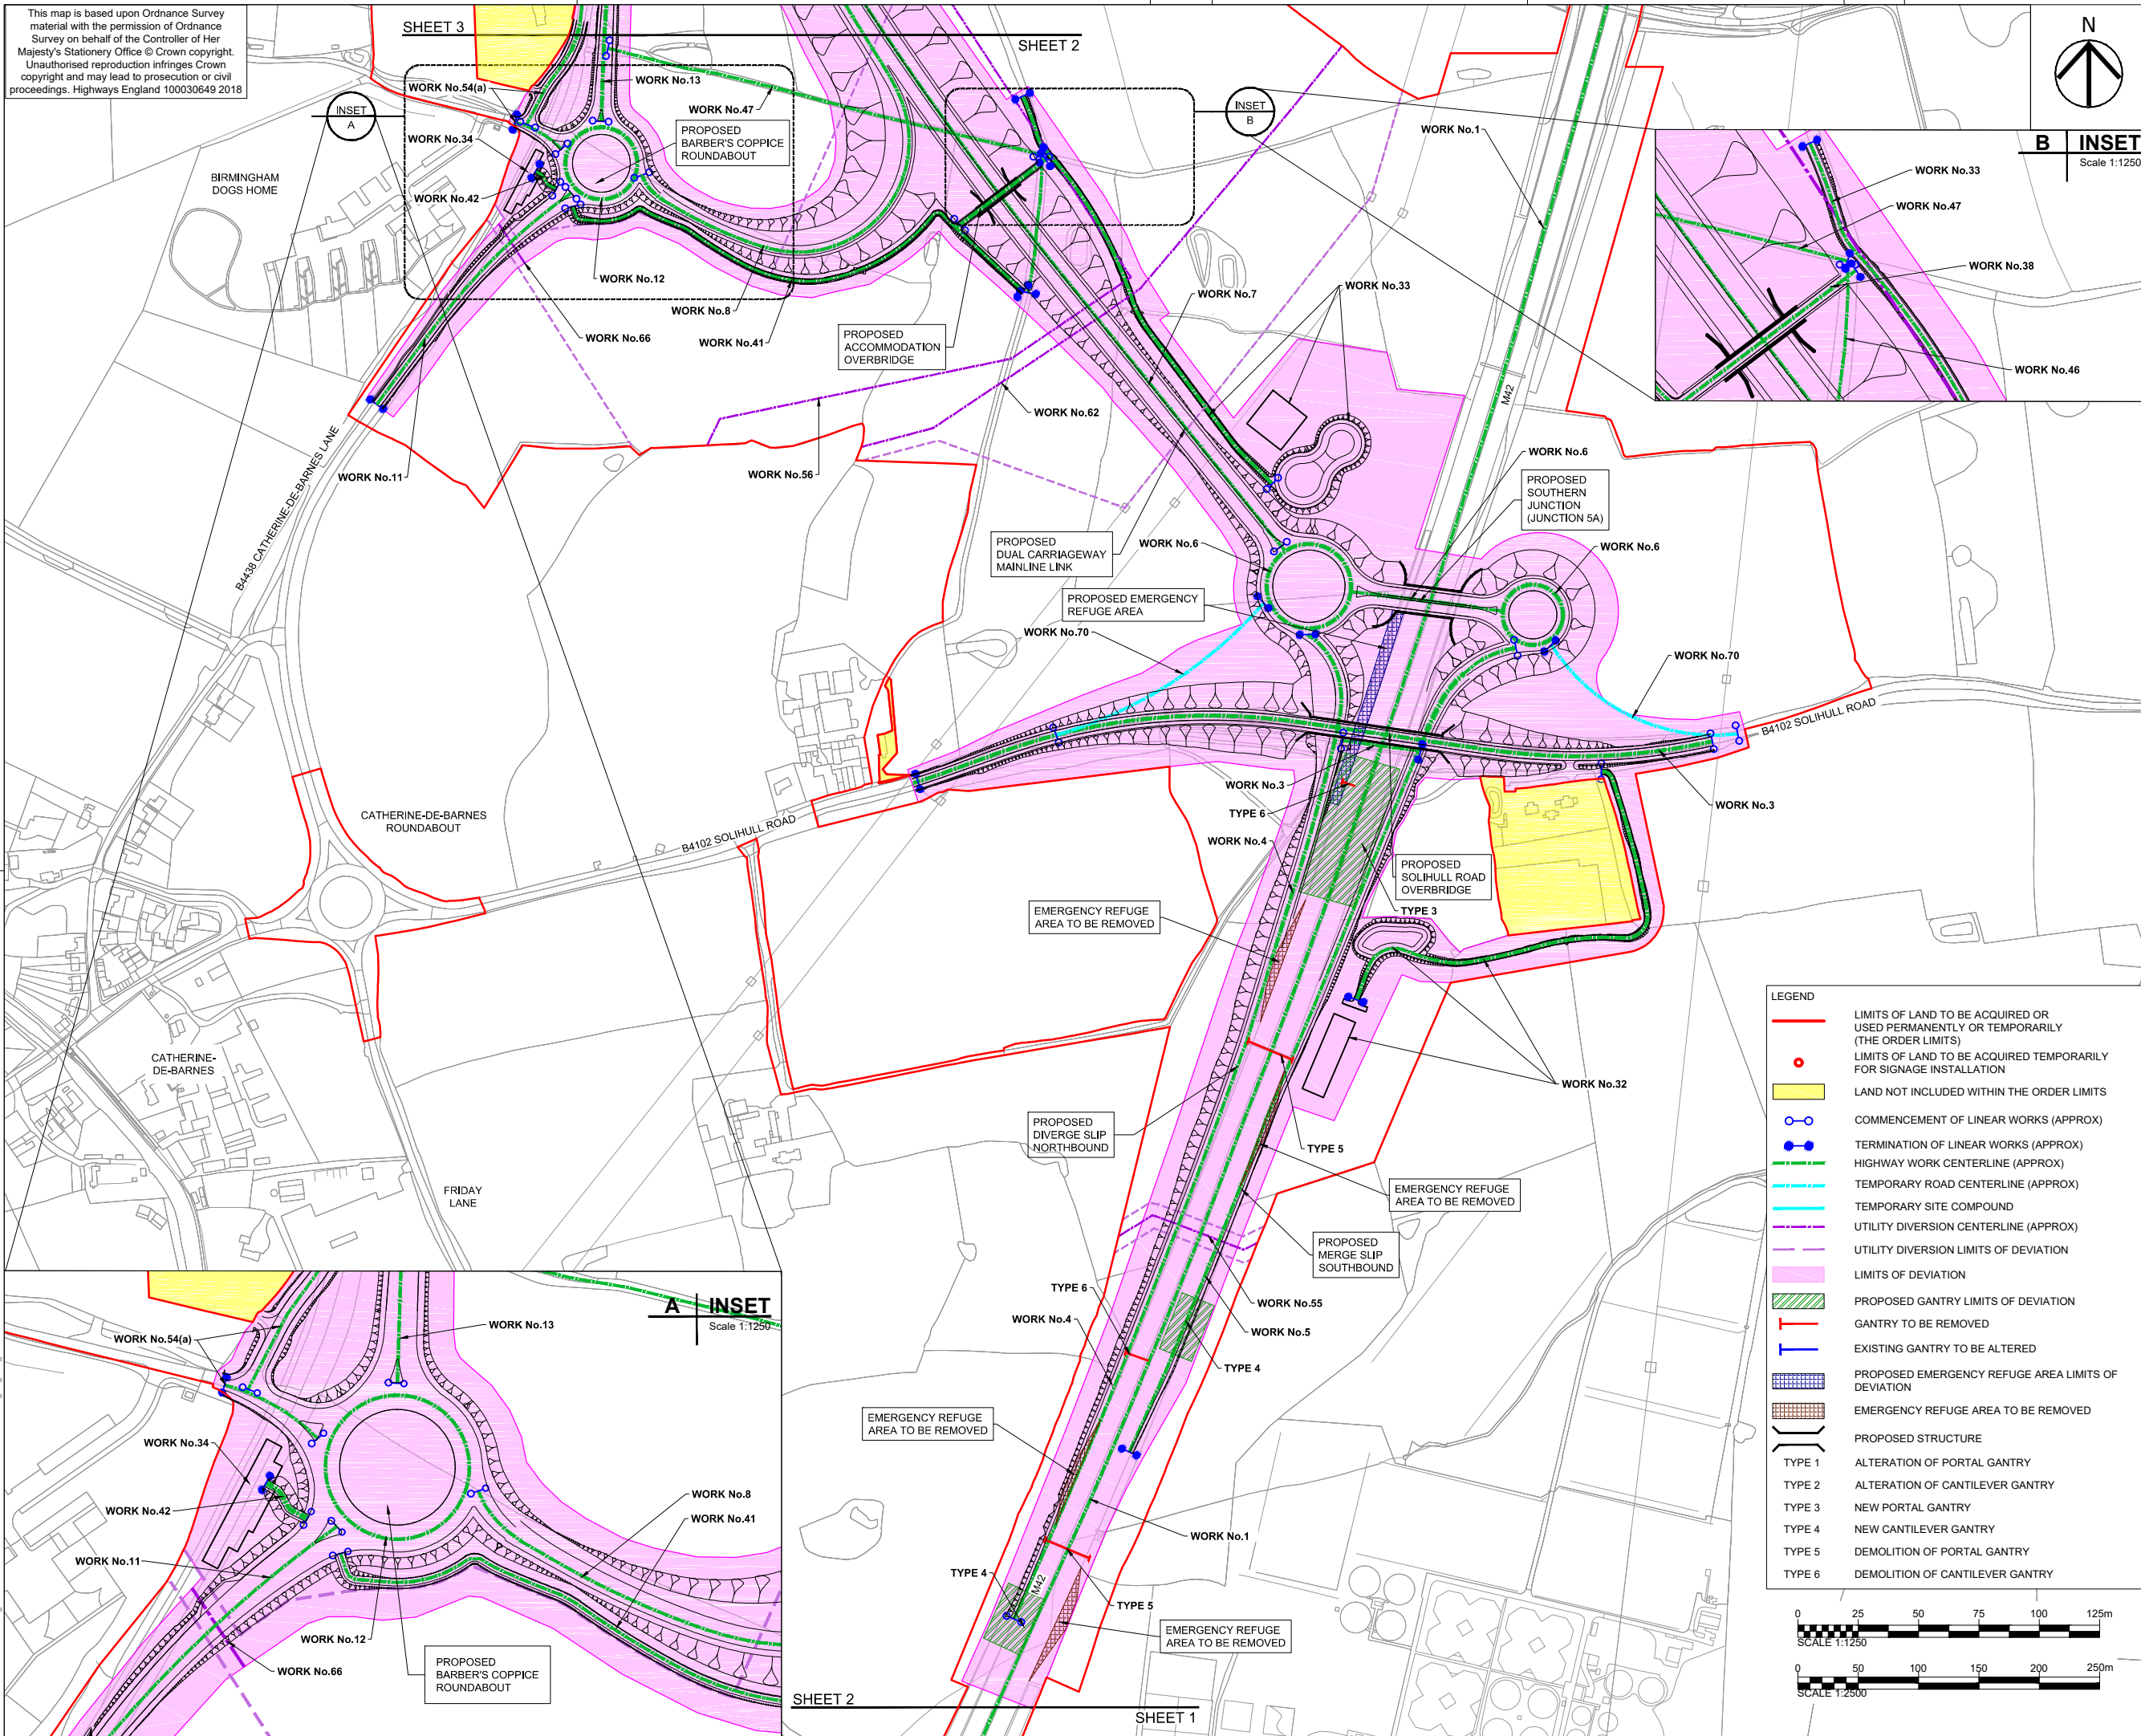 This map is based upon Ordnance Survey
material with the permission of Ordnance
Survey on behalf of the Controller of Her
Majesty's Stationery Office © Crown copyright.
Unauthorised reproduction infringes Crown
copyright and may lead to prosecution or civil
proceedings. Highways England 100030649 2018
SHEET 3
SHEET 2
N
INSET
A
WORK No.54(a)
WORK No.13
WORK No.47
WORK No.34
PROPOSED
BARBER'S COPPICE
ROUNDABOUT
INSET
B
WORK No.1
B INSET
Scale 1:1250
WORK No.33
WORK No.47
WORK No.38
WORK No.46
BIRMINGHAM
DOGS HOME
WORK No.42
WORK No.12
WORK No.8
WORK No.66
WORK No.41
PROPOSED
ACCOMMODATION
OVERBRIDGE
WORK No.7
WORK No.33
WORK No.62
M42
B4438 CATHERINE-DE-BARNES LANE
WORK No.11
WORK No.56
WORK No.6
PROPOSED
SOUTHERN
JUNCTION
(JUNCTION 5A)
PROPOSED
DUAL CARRIAGEWAY
MAINLINE LINK
WORK No.6
WORK No.6
PROPOSED EMERGENCY
REFUGE AREA
WORK No.70
WORK No.70
B4102 SOLIHULL ROAD
WORK No.3
TYPE 6
WORK No.3
CATHERINE-DE-BARNES
ROUNDABOUT
B4102 SOLIHULL ROAD
WORK No.4
PROPOSED
SOLIHULL ROAD
OVERBRIDGE
TYPE 3
EMERGENCY REFUGE
AREA TO BE REMOVED
CATHERINE-
DE-BARNES
WORK No.32
PROPOSED
DIVERGE SLIP
NORTHBOUND
TYPE 5
FRIDAY
LANE
EMERGENCY REFUGE
AREA TO BE REMOVED
PROPOSED
MERGE SLIP
SOUTHBOUND
TYPE 6
WORK No.4
WORK No.55
WORK No.5
TYPE 4
EMERGENCY REFUGE
AREA TO BE REMOVED
WORK No.1
TYPE 4
M42
TYPE 5
EMERGENCY REFUGE
AREA TO BE REMOVED
SHEET 2
SHEET 1
A INSET
Scale 1:1250
WORK No.54(a)
WORK No.13
WORK No.34
WORK No.42
WORK No.8
WORK No.41
WORK No.11
WORK No.12
WORK No.66
PROPOSED
BARBER'S COPPICE
ROUNDABOUT
LEGEND
LIMITS OF LAND TO BE ACQUIRED OR
USED PERMANENTLY OR TEMPORARILY
(THE ORDER LIMITS)
LIMITS OF LAND TO BE ACQUIRED TEMPORARILY
FOR SIGNAGE INSTALLATION
LAND NOT INCLUDED WITHIN THE ORDER LIMITS
COMMENCEMENT OF LINEAR WORKS (APPROX)
TERMINATION OF LINEAR WORKS (APPROX)
HIGHWAY WORK CENTERLINE (APPROX)
TEMPORARY ROAD CENTERLINE (APPROX)
TEMPORARY SITE COMPOUND
UTILITY DIVERSION CENTERLINE (APPROX)
UTILITY DIVERSION LIMITS OF DEVIATION
LIMITS OF DEVIATION
PROPOSED GANTRY LIMITS OF DEVIATION
GANTRY TO BE REMOVED
EXISTING GANTRY TO BE ALTERED
PROPOSED EMERGENCY REFUGE AREA LIMITS OF
DEVIATION
EMERGENCY REFUGE AREA TO BE REMOVED
PROPOSED STRUCTURE
TYPE 1 ALTERATION OF PORTAL GANTRY
TYPE 2 ALTERATION OF CANTILEVER GANTRY
TYPE 3 NEW PORTAL GANTRY
TYPE 4 NEW CANTILEVER GANTRY
TYPE 5 DEMOLITION OF PORTAL GANTRY
TYPE 6 DEMOLITION OF CANTILEVER GANTRY
0 25 50 75 100 125m
SCALE 1:1250
0 50 100 150 200 250m
SCALE 1:2500